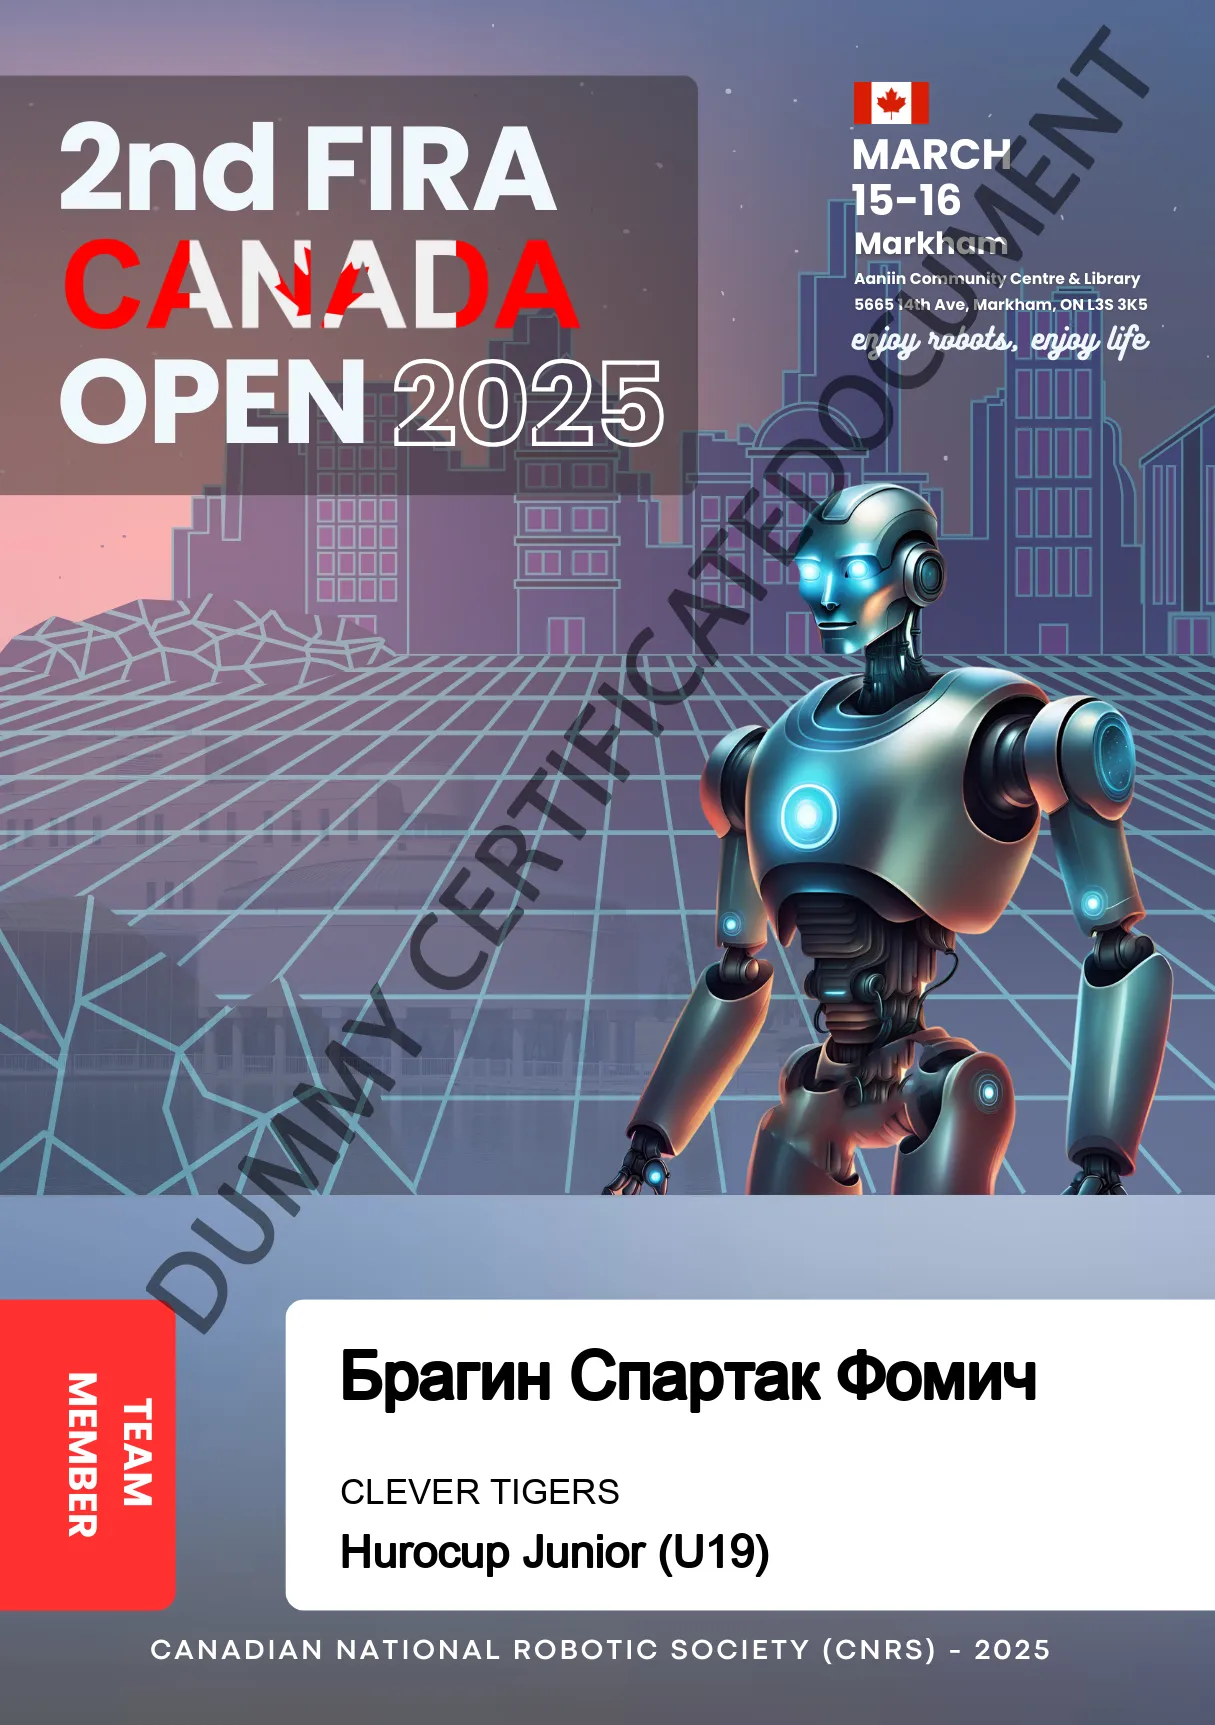 2nd FIRA
CANADA
OPEN 2025
MARCH
15-16
Markham
Aaniin Community Centre & Library
5665 14th Ave, Markham, ON L3S 3K5
enjoy robots, enjoy life
DUMMY CERTIFICATEDOCUMENT
TEAM
MEMBER
Брагин Спартак Фомич
CLEVER TIGERS
Hurocup Junior (U19)
CANADIAN NATIONAL ROBOTIC SOCIETY (CNRS) - 2025